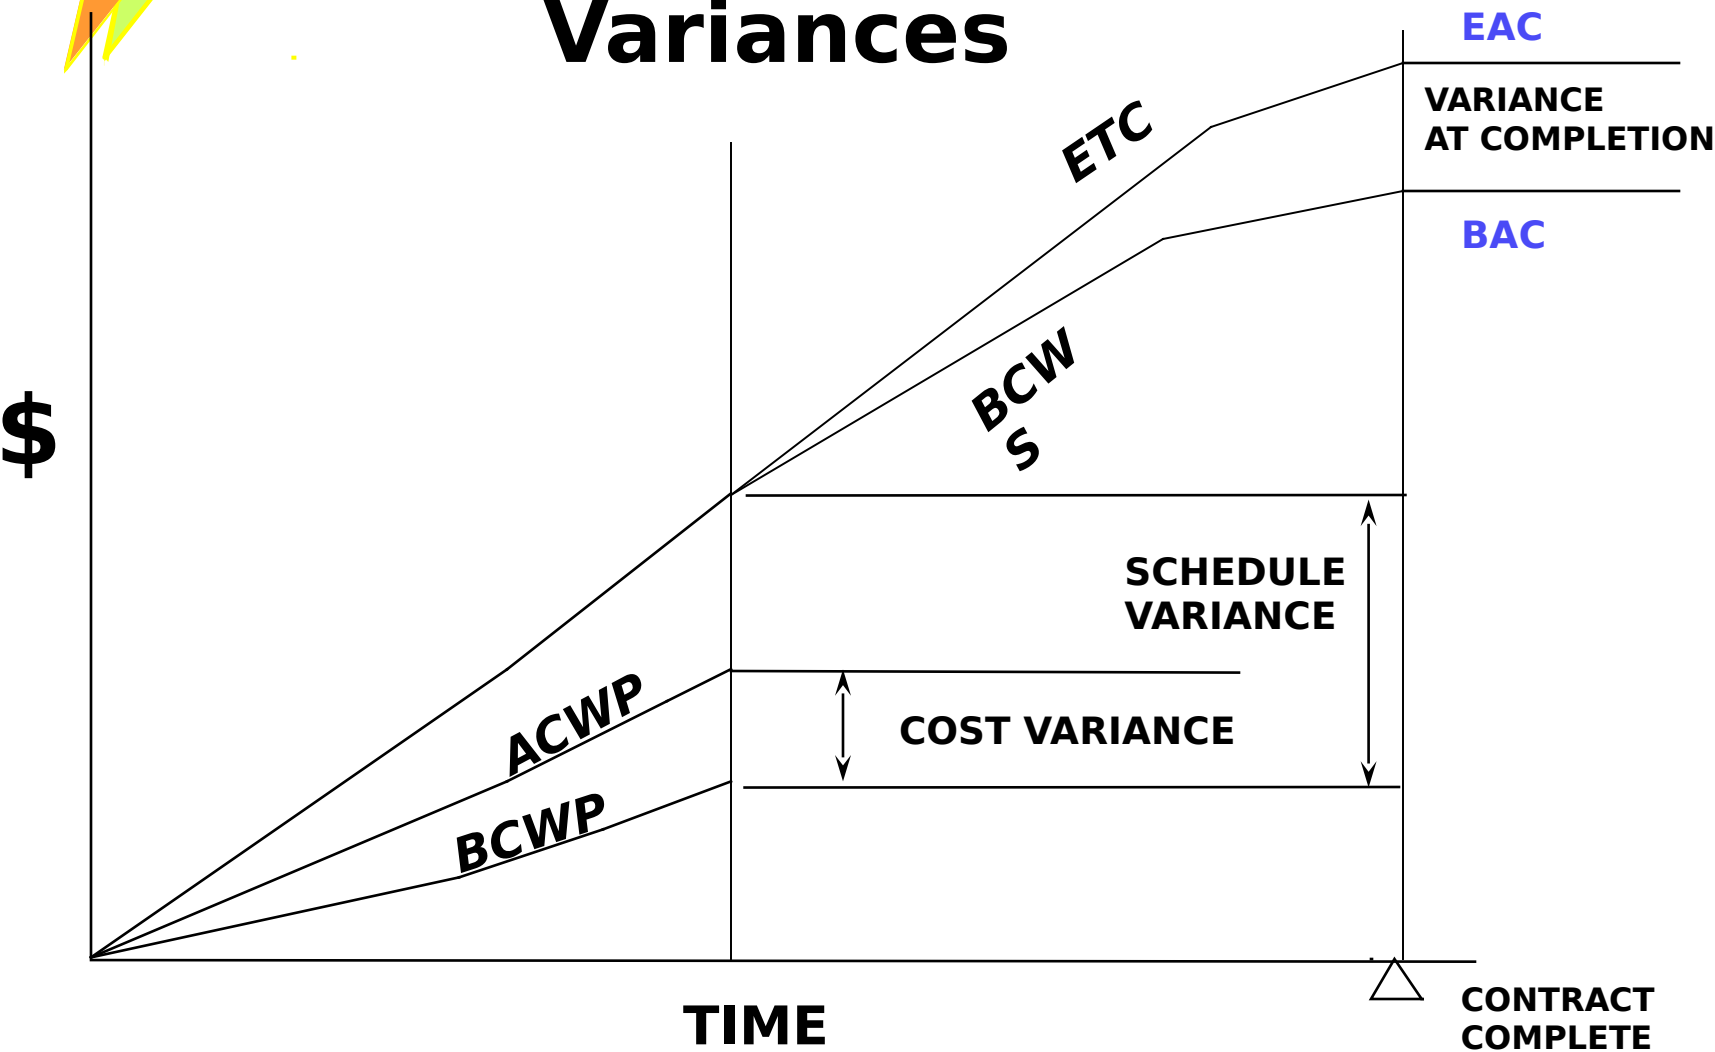 Variances
EAC
VARIANCE
AT COMPLETION
ETC
BAC
BCW
S
$
SCHEDULE
VARIANCE
ACWP
COST VARIANCE
BCWP
TIME
CONTRACT
COMPLETE